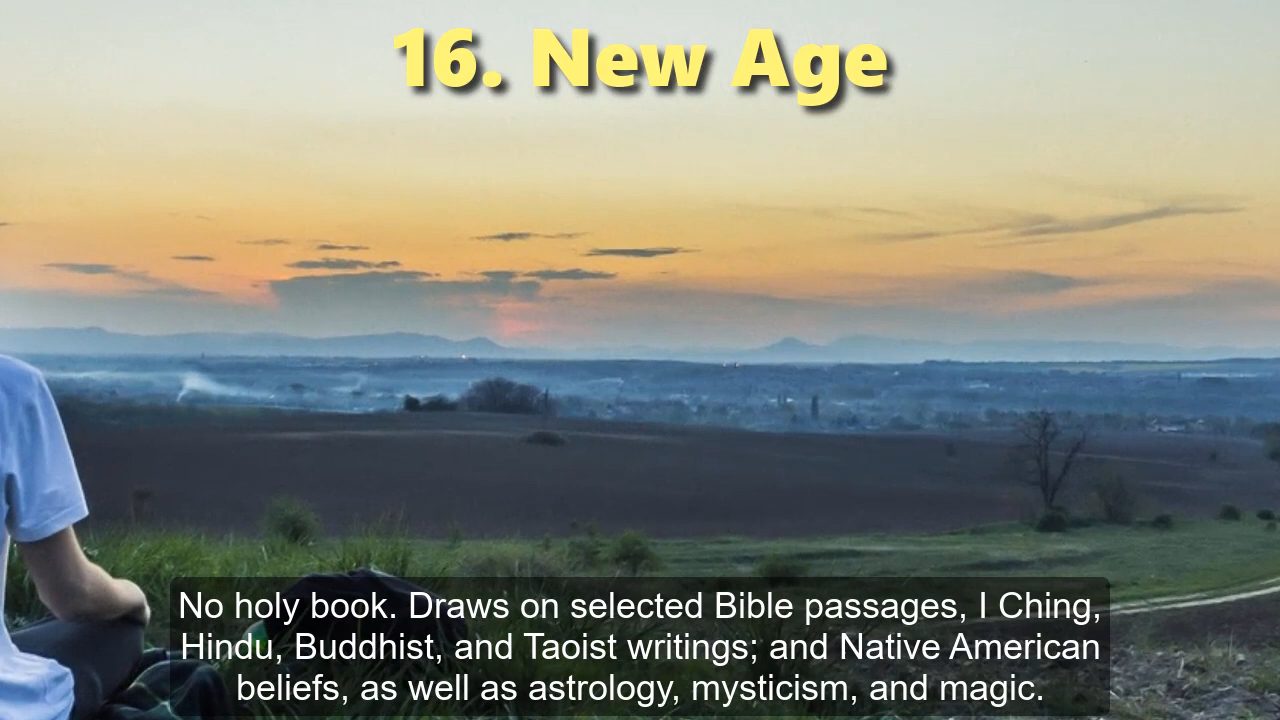 16. New Age
No holy book. Draws on selected Bible passages, I Ching,
Hindu, Buddhist, and Taoist writings; and Native American
beliefs, as well as astrology, mysticism, and magic.